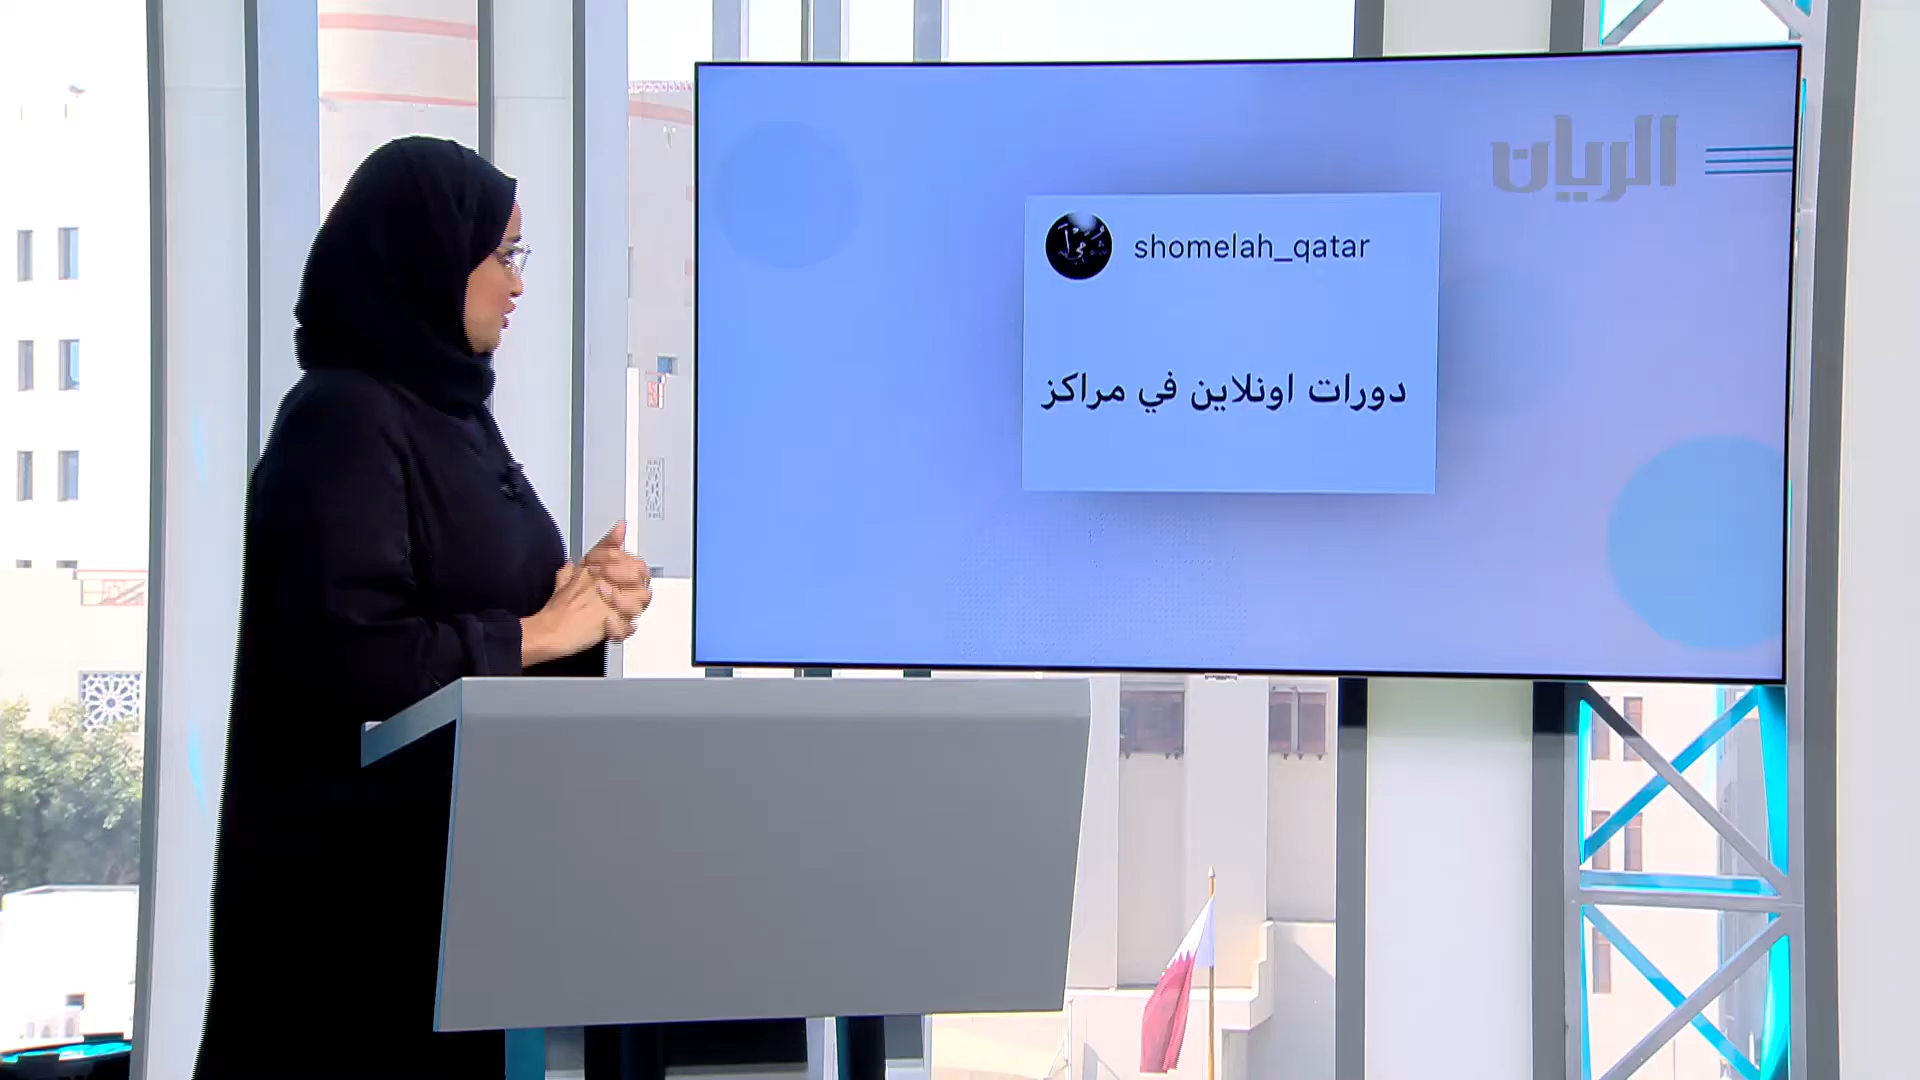 الريان
shomelah_qatar
دورات اونلاين في مراكز